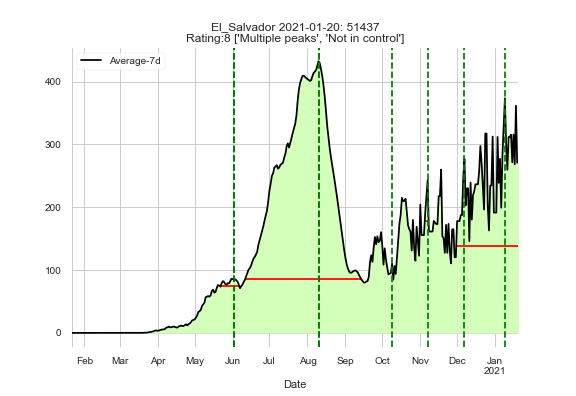 El_Salvador 2021-01-20: 51437
Rating:8 ['Multiple peaks', 'Not in control']
Average-7d
400
300
200
100
0
Feb Mar Apr May Jun Jul Aug Sep Oct Nov Dec Jan
2021
Date